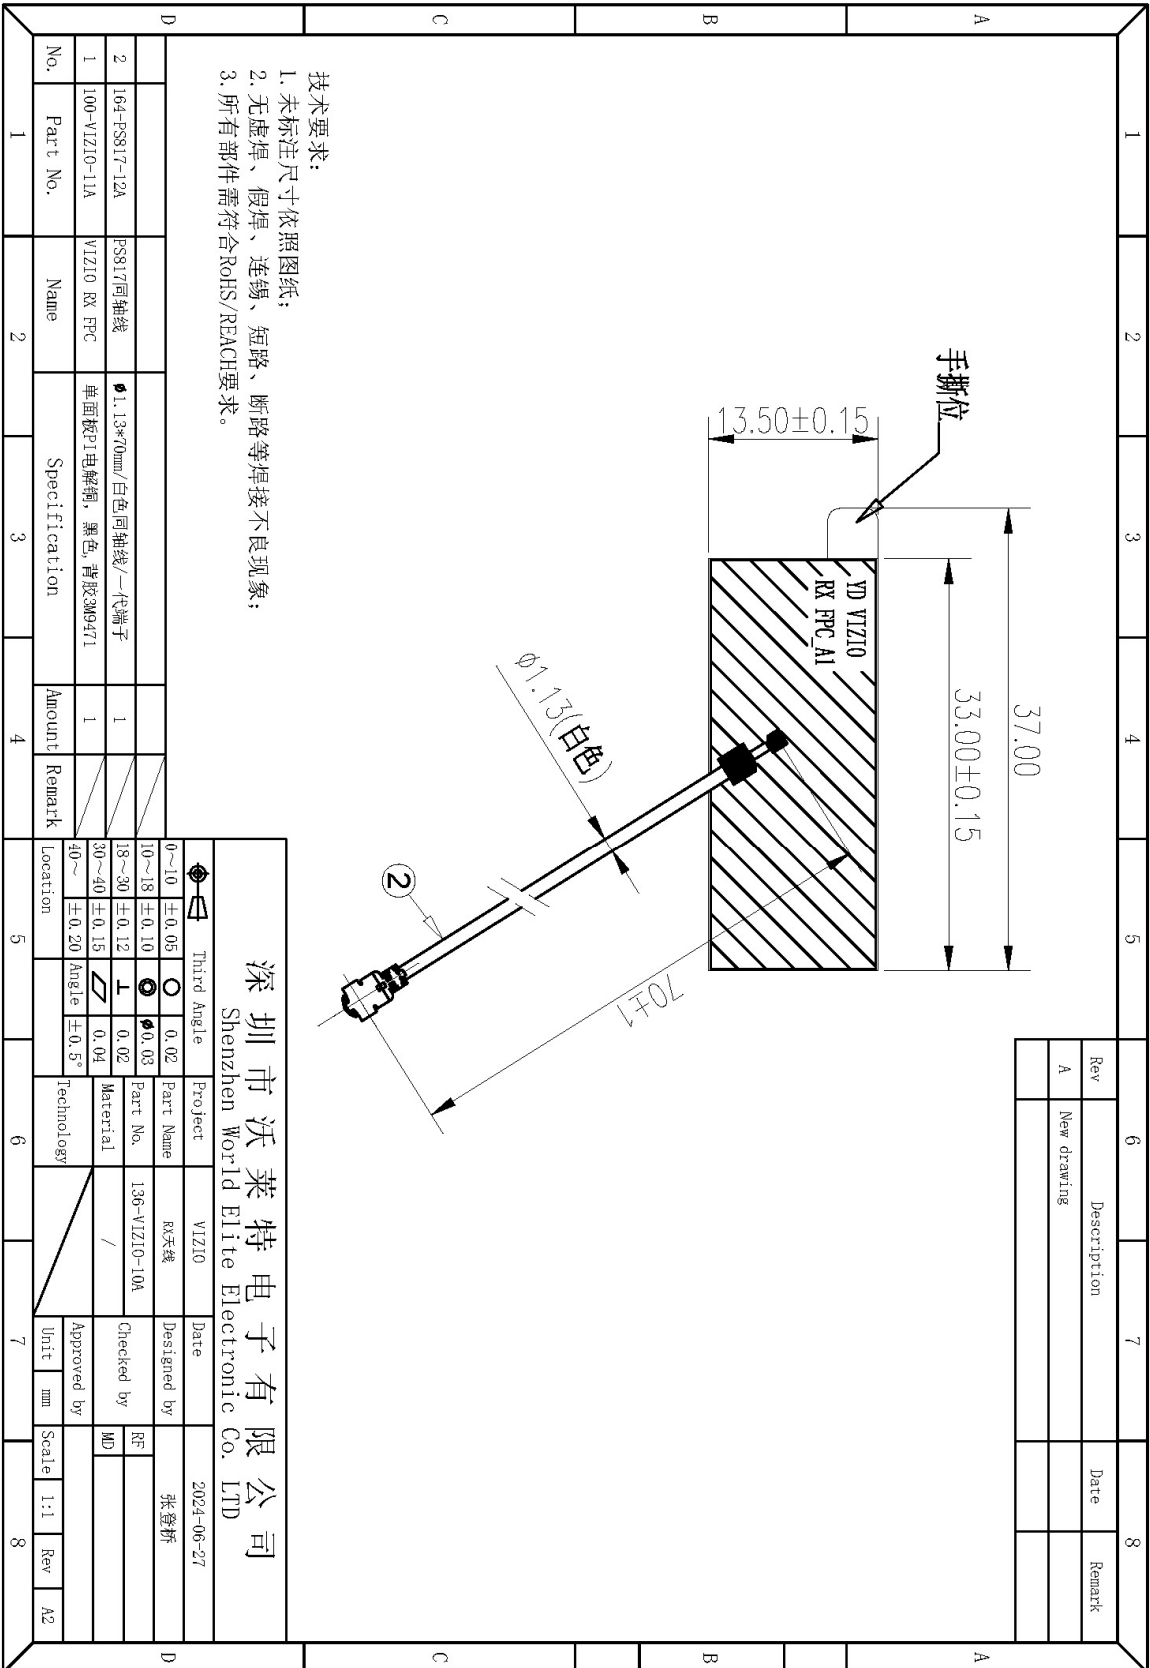 1 2 3 4 5 6 7 8
A
B
C
D
Rev Description Date Remark
A New drawing
37.00
33.00±0.15
手撕位
13.50±0.15
YD VIZIO
RX FPC_A1
Ø1.13(白色)
70±1
2
技术要求:
1. 未标注尺寸依照图纸;
2. 无虚焊、假焊、连锡、短路、断路等焊接不良现象;
3. 所有部件需符合RoHS/REACH要求。
2 164-PS817-12A PS817同轴线 Ø1.13*70mm/白色同轴线/一代端子 1
1 100-VIZIO-11A VIZIO RX FPC 单面板PI电解铜, 黑色, 背胶3M9471 1
No. Part No. Name Specification Amount Remark
深圳市沃莱特电子有限公司
Shenzhen World Elite Electronic Co. LTD
Third Angle Project VIZIO Date 2024-06-27
0~10 ±0.05 0.02 Part Name RX天线 Designed by 张登桥
10~18 ±0.10 Ø0.03 Part No. 136-VIZIO-10A Checked by RF
18~30 ±0.12 ⊥ 0.02
30~40 ±0.15 0.04 Material / MD
40~ ±0.20 Angle ±0.5° Technology Approved by
Location Unit mm Scale 1:1 Rev A2
1 2 3 4 5 6 7 8
A
B
C
D